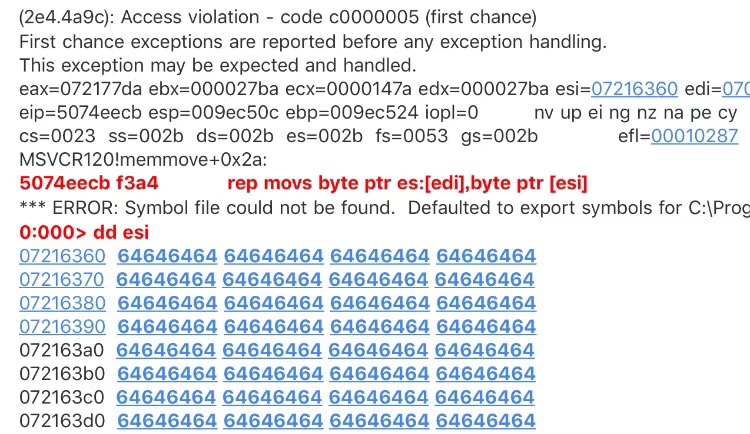 (2e4.4a9c): Access violation - code c0000005 (first chance)
First chance exceptions are reported before any exception handling.
This exception may be expected and handled.
eax=072177da ebx=000027ba ecx=0000147a edx=000027ba esi=07216360 edi=070
eip=5074eecb esp=009ec50c ebp=009ec524 iopl=0 nv up ei ng nz na pe cy
cs=0023 ss=002b ds=002b es=002b fs=0053 gs=002b efl=00010287
MSVCR120!memmove+0x2a:
5074eecb f3a4 rep movs byte ptr es:[edi],byte ptr [esi]
*** ERROR: Symbol file could not be found. Defaulted to export symbols for C:\Prog
0:000> dd esi
07216360 64646464 64646464 64646464 64646464
07216370 64646464 64646464 64646464 64646464
07216380 64646464 64646464 64646464 64646464
07216390 64646464 64646464 64646464 64646464
072163a0 64646464 64646464 64646464 64646464
072163b0 64646464 64646464 64646464 64646464
072163c0 64646464 64646464 64646464 64646464
072163d0 64646464 64646464 64646464 64646464